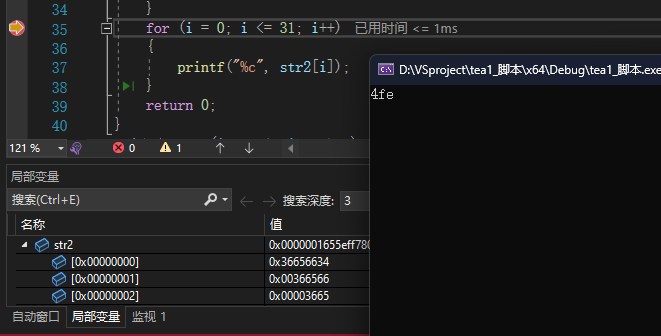 34
}
35
for (i = 0; i <= 31; i++) 已用时间 <= 1ms
36
{
37
printf("%c", str2[i]);
38
}
39
return 0;
40
}
D:\VSproject\tea1_脚本\x64\Debug\tea1_脚本.exe
4fe
121 %
0
1
局部变量
搜索(Ctrl+E)
搜索深度: 3
名称
值
str2
0x0000001655eff780
[0x00000000]
0x36656634
[0x00000001]
0x00366566
[0x00000002]
0x00003665
自动窗口
局部变量
监视 1